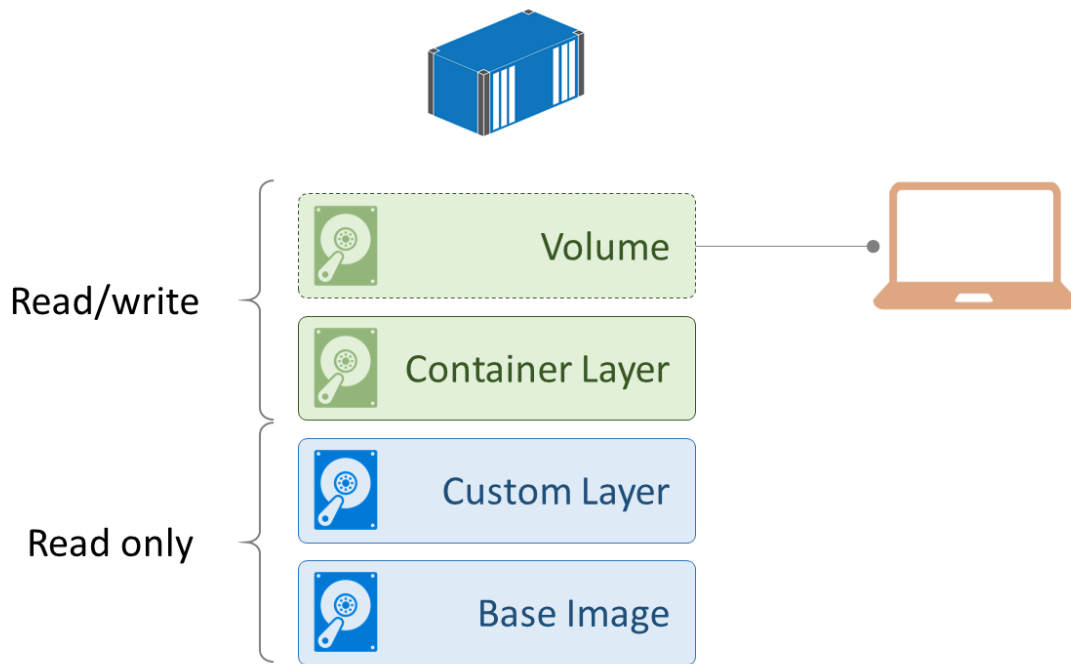 Read/write
Volume
Container Layer
Read only
Custom Layer
Base Image